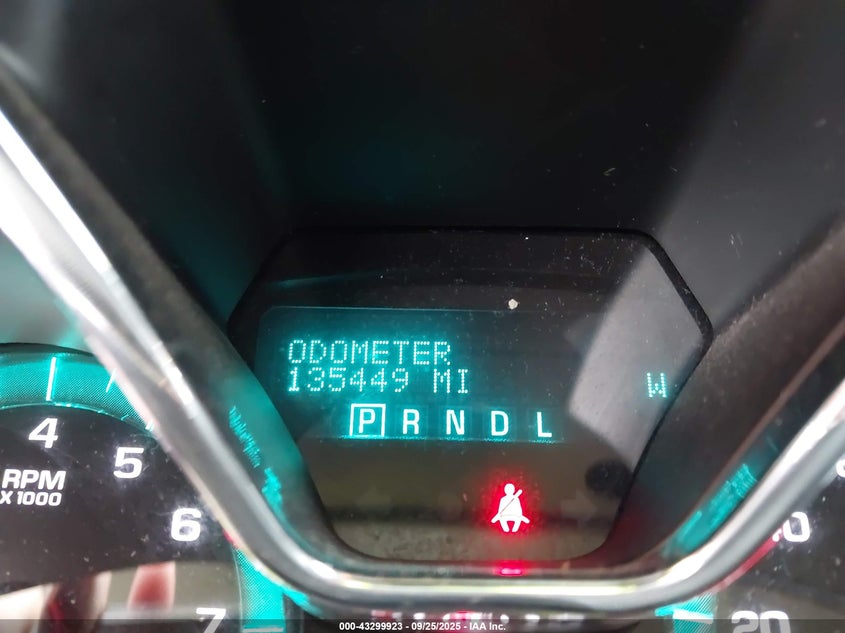 ODOMETER
135449 MI
W
P R N D L
4
5
RPM
X 1000
6
7
20
000-43299923 - 09/25/2025 - IAA Inc.